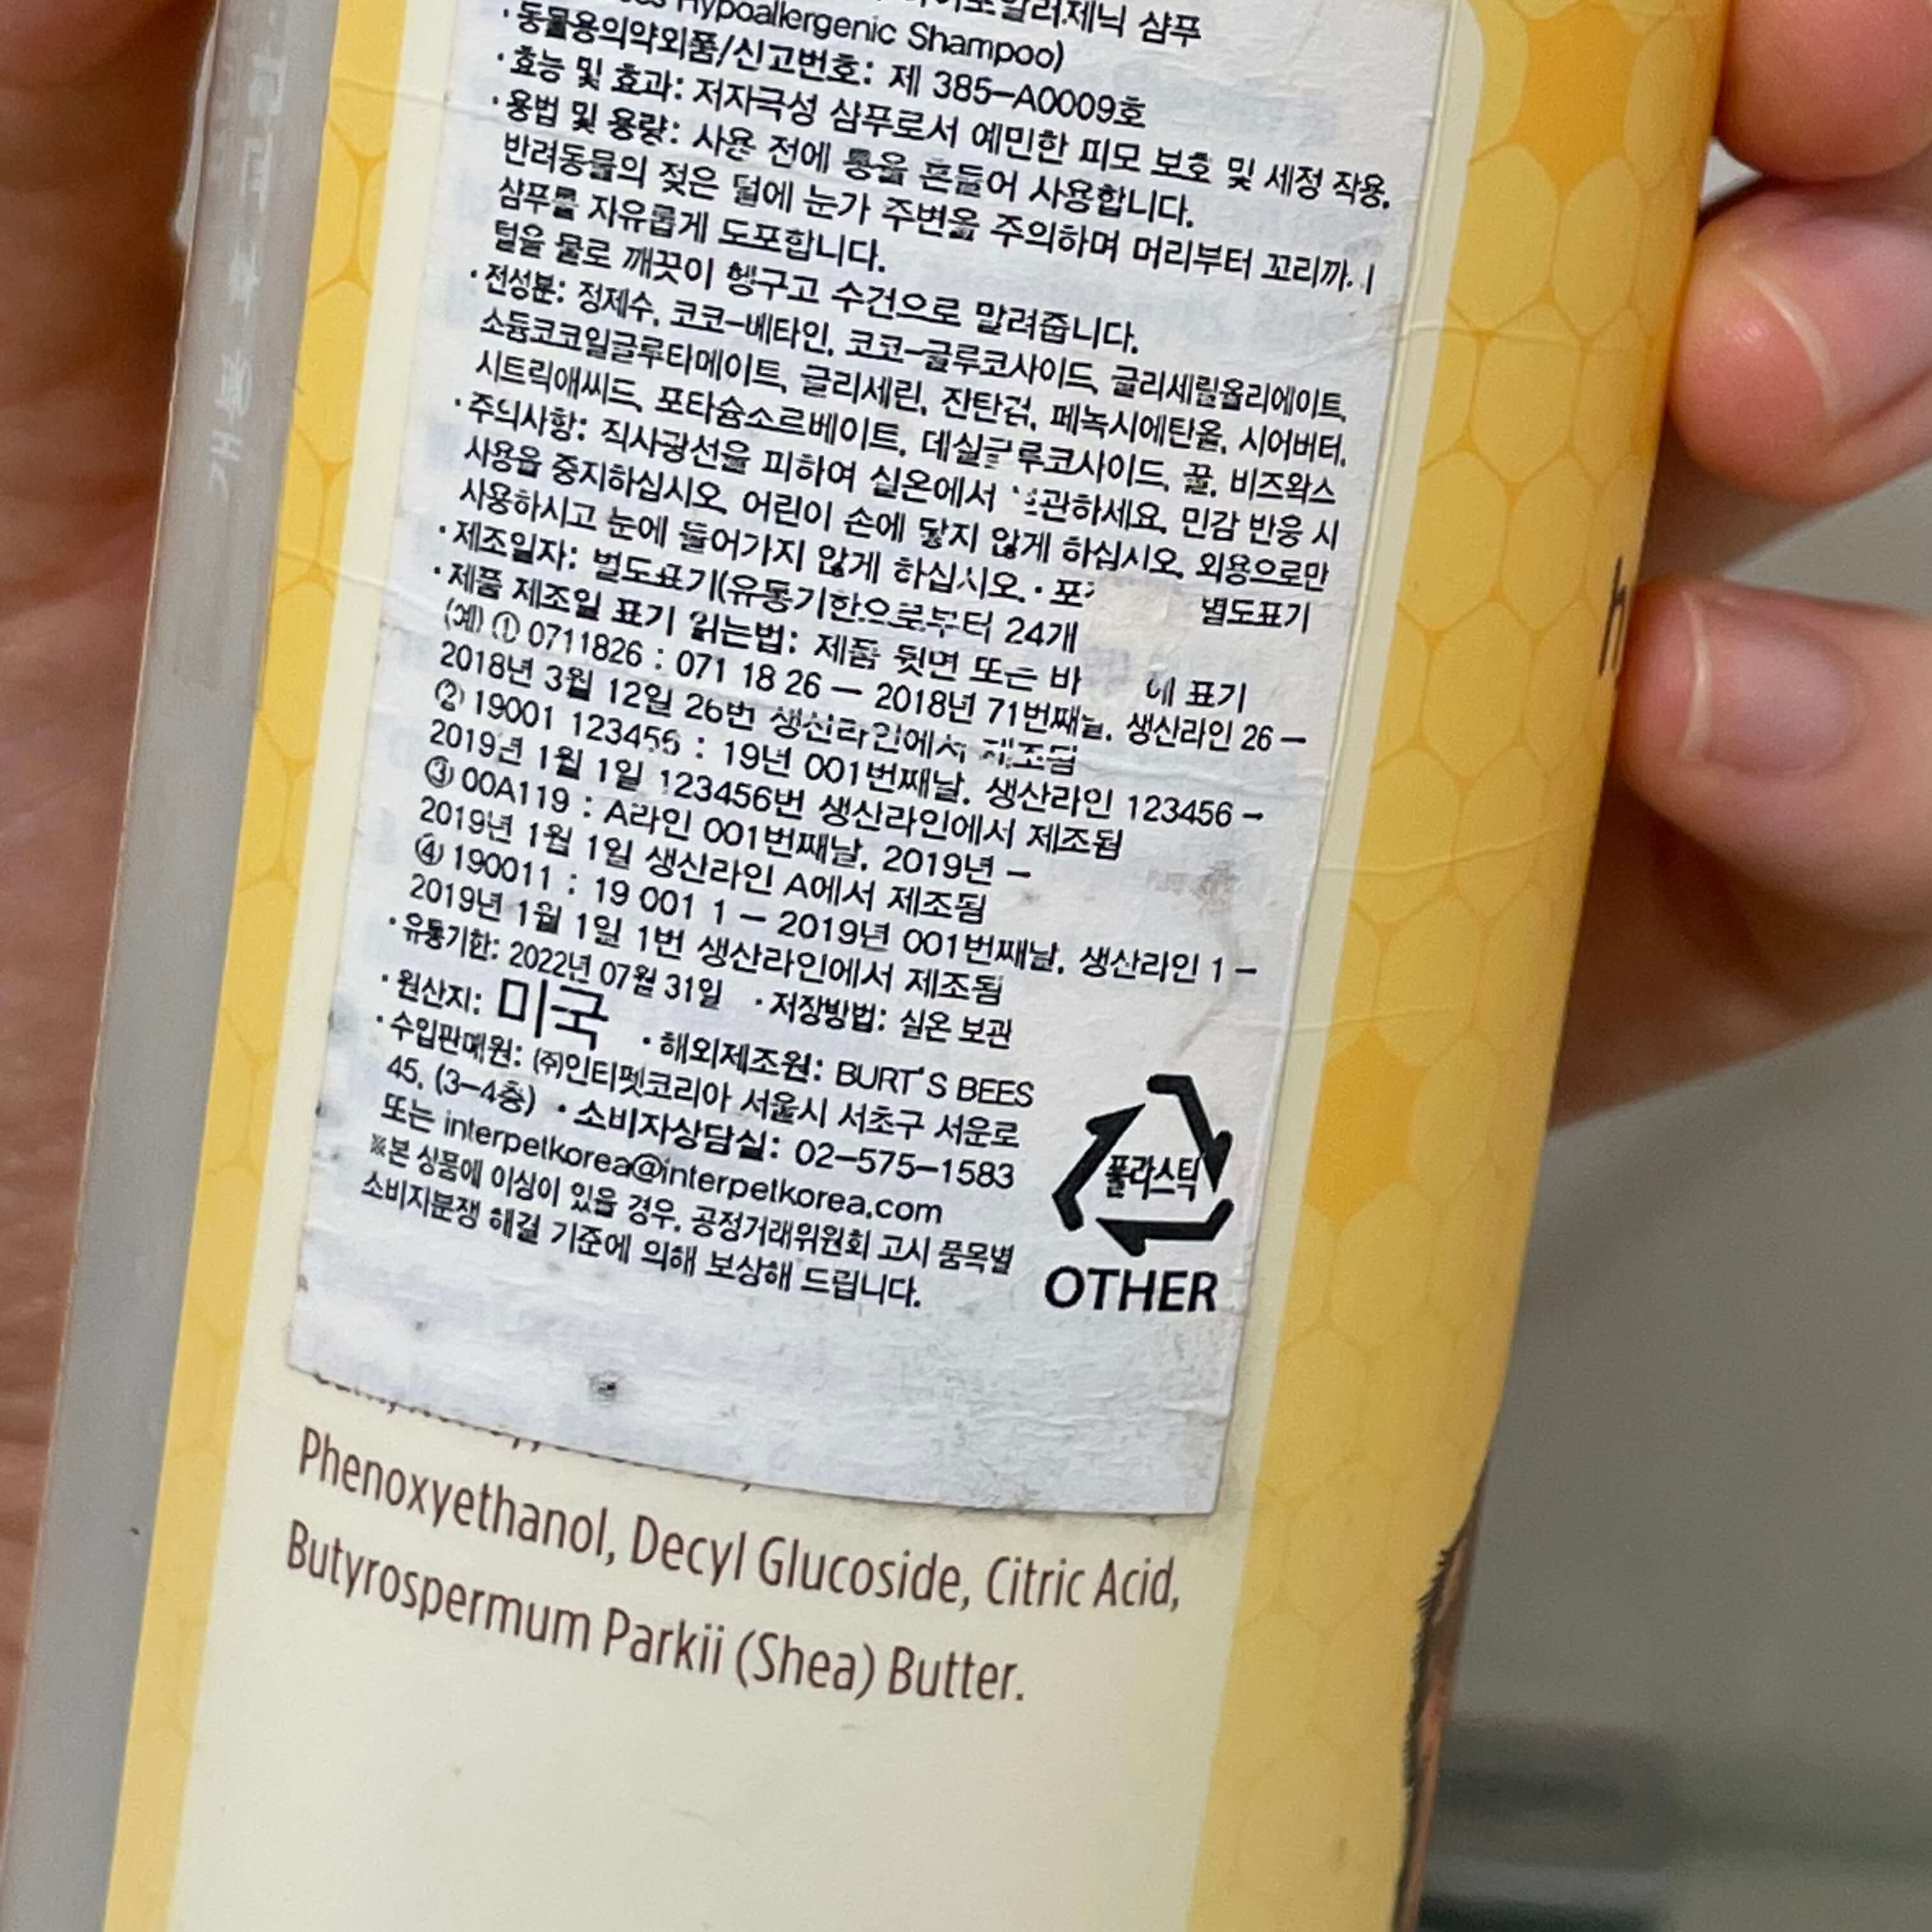 하이포알러제닉 샴푸
Hypoallergenic Shampoo)
·동물용의약외품/신고번호: 제 385-A0009호
·효능 및 효과: 저자극성 샴푸로서 예민한 피모 보호 및 세정 작용.
·용법 및 용량: 사용 전에 통을 흔들어 사용합니다.
반려동물의 젖은 털에 눈가 주변을 주의하며 머리부터 꼬리까지
샴푸를 자유롭게 도포합니다.
털을 물로 깨끗이 헹구고 수건으로 말려줍니다.
·전성분: 정제수, 코코-베타인, 코코-글루코사이드, 글리세릴올리에이트,
소듐코코일글루타메이트, 글리세린, 잔탄검, 페녹시에탄올, 시어버터,
시트릭애씨드, 포타슘소르베이트, 데실글루코사이드, 꿀, 비즈왁스
·주의사항: 직사광선을 피하여 실온에서 보관하세요. 민감 반응 시
사용을 중지하십시오. 어린이 손에 닿지 않게 하십시오. 외용으로만
사용하시고 눈에 들어가지 않게 하십시오. · 별도표기
·제조일자: 별도표기(유통기한으로부터 24개
·제품 제조일 표기 읽는법: 제품 뒷면 또는 에 표기
(예) ① 0711826 : 071 18 26 - 2018년 71번째날, 생산라인 26 -
2018년 3월 12일 26번 생산라인에서 제조됨
② 19001 123456 : 19년 001번째날, 생산라인 123456 -
2019년 1월 1일 123456번 생산라인에서 제조됨
③ 00A119 : A라인 001번째날, 2019년 -
2019년 1월 1일 생산라인 A에서 제조됨
④ 190011 : 19 001 1 - 2019년 001번째날, 생산라인 1 -
2019년 1월 1일 1번 생산라인에서 제조됨
·유통기한: 2022년 07월 31일 ·저장방법: 실온 보관
·원산지: 미국 ·해외제조원: BURT'S BEES
·수입판매원: ㈜인터펫코리아 서울시 서초구 서운로
45, (3-4층) ·소비자상담실: 02-575-1583
또는 interpetkorea@interpetkorea.com
※본 상품에 이상이 있을 경우, 공정거래위원회 고시 품목별
소비자분쟁 해결 기준에 의해 보상해 드립니다.
플라스틱
OTHER
Phenoxyethanol, Decyl Glucoside, Citric Acid,
Butyrospermum Parkii (Shea) Butter.